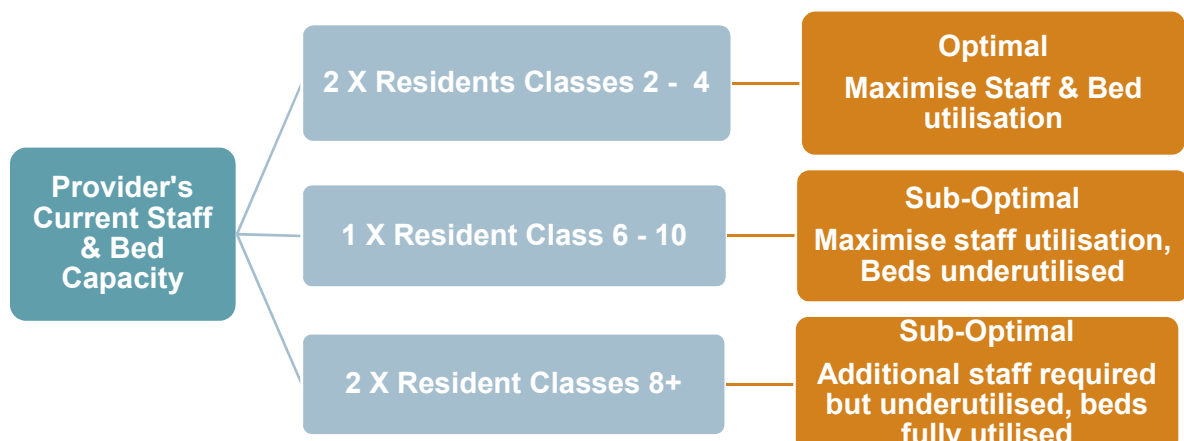 Provider's
Current Staff
& Bed
Capacity
2 X Residents Classes 2 - 4
Optimal
Maximise Staff & Bed
utilisation
1 X Resident Class 6 - 10
Sub-Optimal
Maximise staff utilisation,
Beds underutilised
2 X Resident Classes 8+
Sub-Optimal
Additional staff required
but underutilised, beds
fully utilised